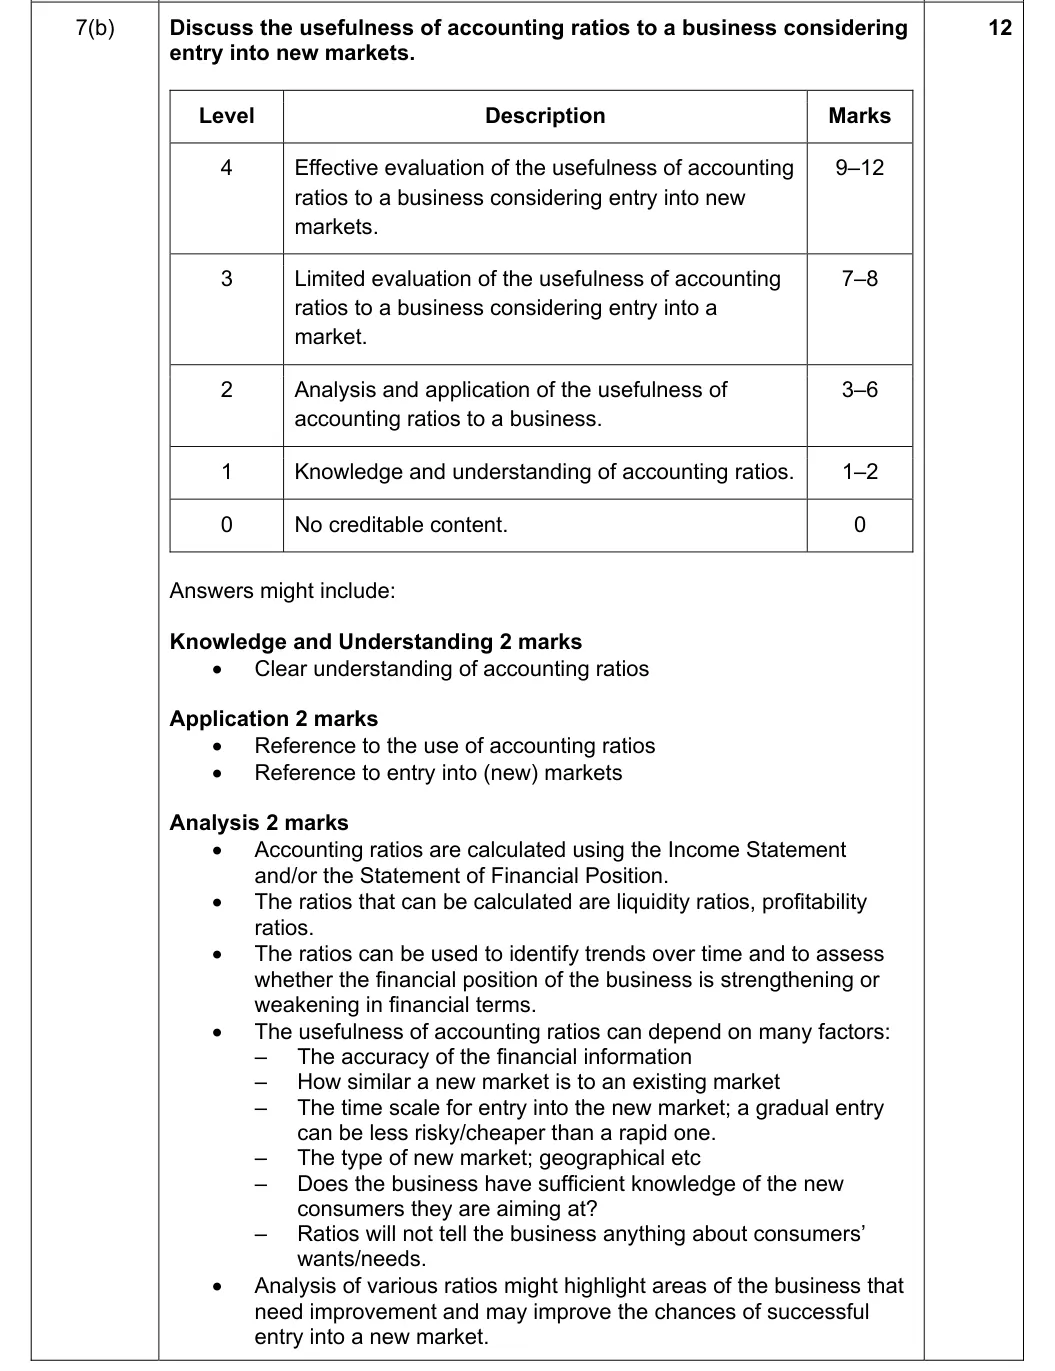 7(b) Discuss the usefulness of accounting ratios to a business considering 12
entry into new markets.
Level Description Marks
4 Effective evaluation of the usefulness of accounting 9–12
ratios to a business considering entry into new
markets.
3 Limited evaluation of the usefulness of accounting 7–8
ratios to a business considering entry into a
market.
2 Analysis and application of the usefulness of 3–6
accounting ratios to a business.
1 Knowledge and understanding of accounting ratios. 1–2
0 No creditable content. 0
Answers might include:
Knowledge and Understanding 2 marks
• Clear understanding of accounting ratios
Application 2 marks
• Reference to the use of accounting ratios
• Reference to entry into (new) markets
Analysis 2 marks
• Accounting ratios are calculated using the Income Statement
and/or the Statement of Financial Position.
• The ratios that can be calculated are liquidity ratios, profitability
ratios.
• The ratios can be used to identify trends over time and to assess
whether the financial position of the business is strengthening or
weakening in financial terms.
• The usefulness of accounting ratios can depend on many factors:
– The accuracy of the financial information
– How similar a new market is to an existing market
– The time scale for entry into the new market; a gradual entry
can be less risky/cheaper than a rapid one.
– The type of new market; geographical etc
– Does the business have sufficient knowledge of the new
consumers they are aiming at?
– Ratios will not tell the business anything about consumers’
wants/needs.
• Analysis of various ratios might highlight areas of the business that
need improvement and may improve the chances of successful
entry into a new market.